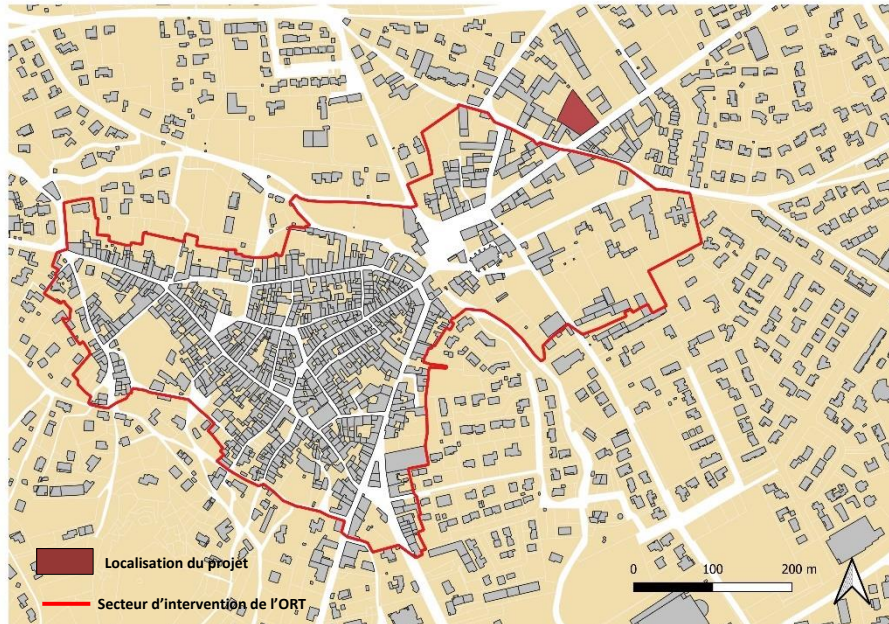 Localisation du projet
Secteur d’intervention de l’ORT
0 100 200 m